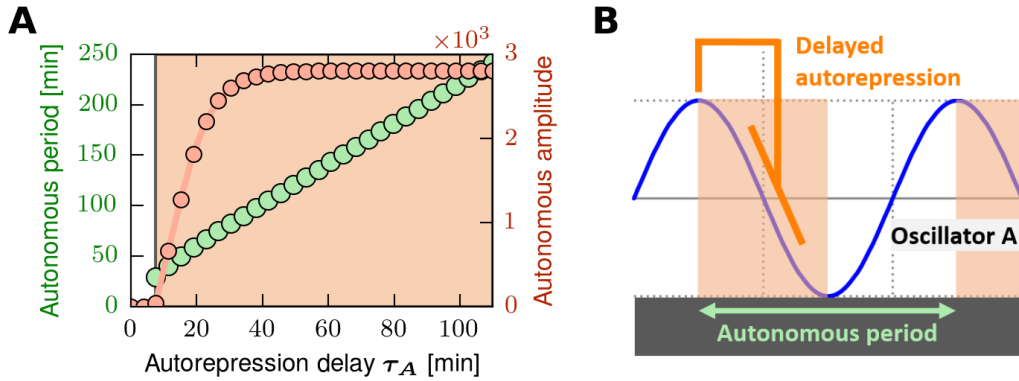 A
×10³
Autonomous period [min]
250
200
150
100
50
0
3
2
1
0
Autonomous amplitude
0
20
40
60
80
100
Autorepression delay τA [min]
B
Delayed
autorepression
Oscillator A
Autonomous period